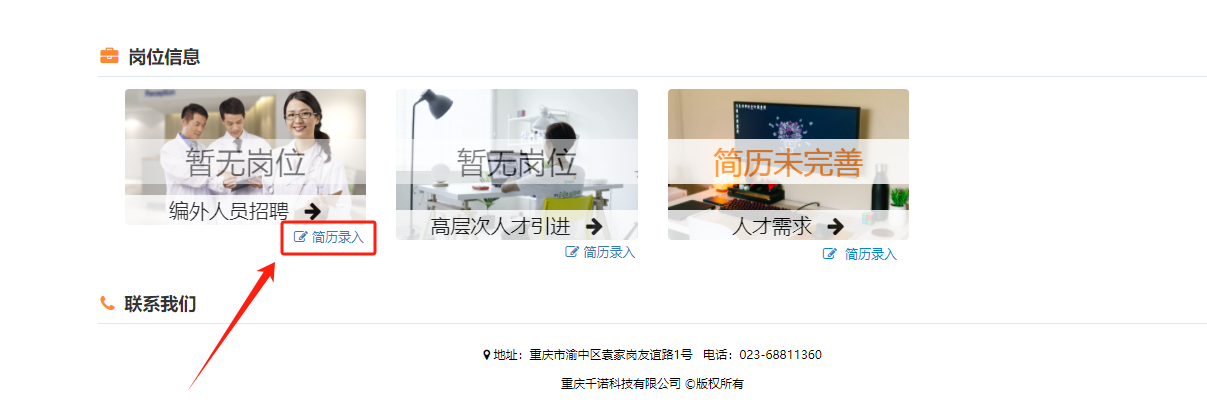 岗位信息
Reception
暂无岗位
编外人员招聘
简历录入
暂无岗位
高层次人才引进
简历录入
简历未完善
人才需求
简历录入
联系我们
地址：重庆市渝中区袁家岗友谊路1号 电话：023-68811360
重庆千诺科技有限公司 ©版权所有